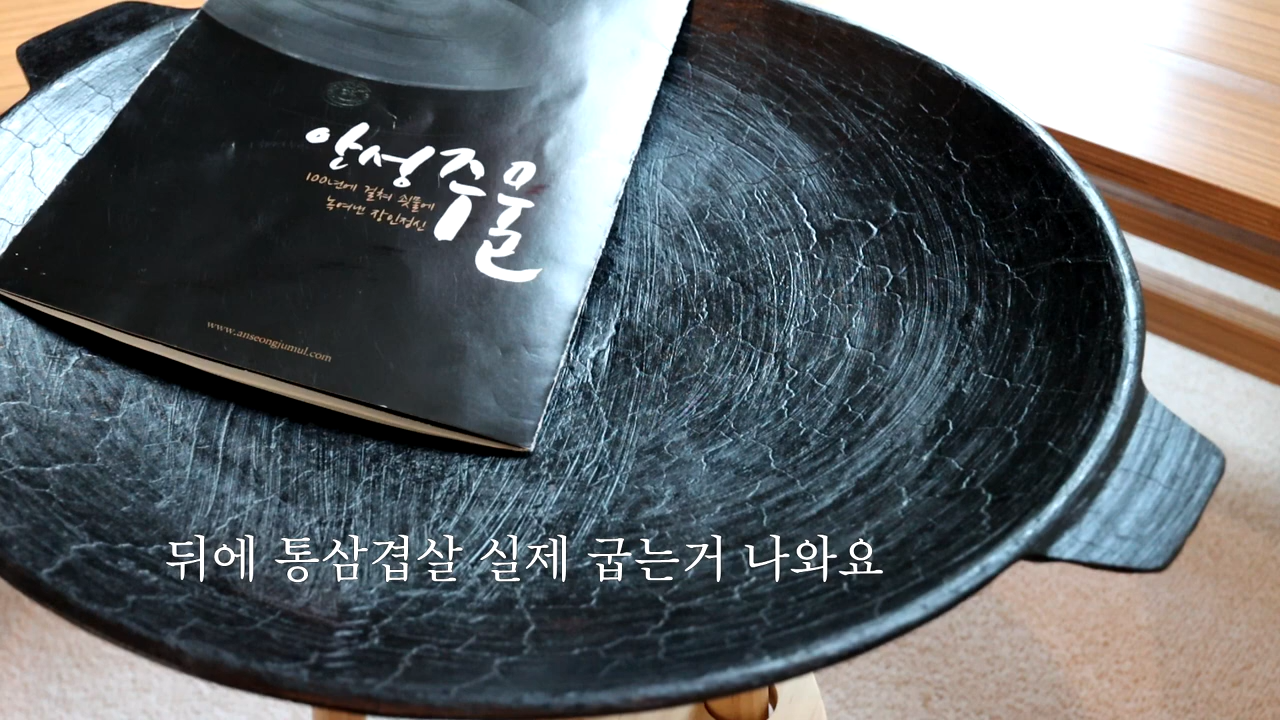 안성주물
100년에 걸쳐 쇳물에
녹여낸 장인정신
www.anseongjumul.com
뒤에 통삼겹살 실제 굽는거 나와요